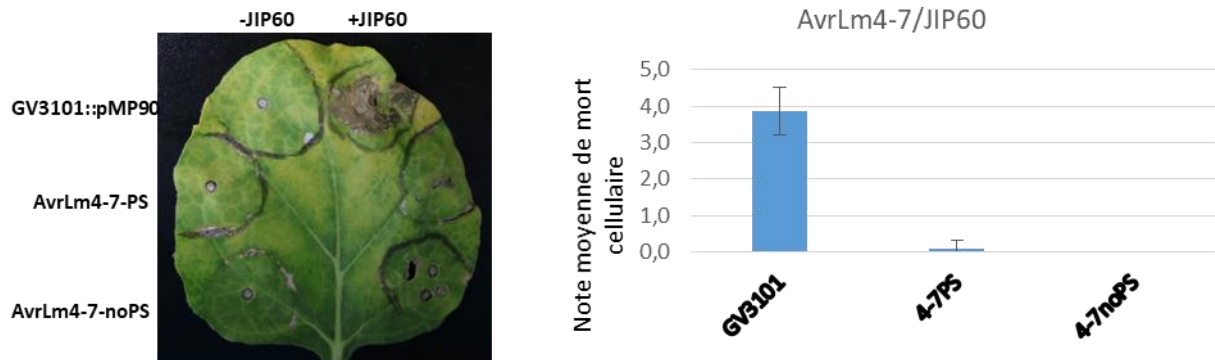 -JIP60 +JIP60
GV3101::pMP90
AvrLm4-7-PS
AvrLm4-7-noPS
AvrLm4-7/JIP60
Note moyenne de mort
cellulaire
5,0
4,0
3,0
2,0
1,0
0,0
GV3101
4-7PS
4-7noPS